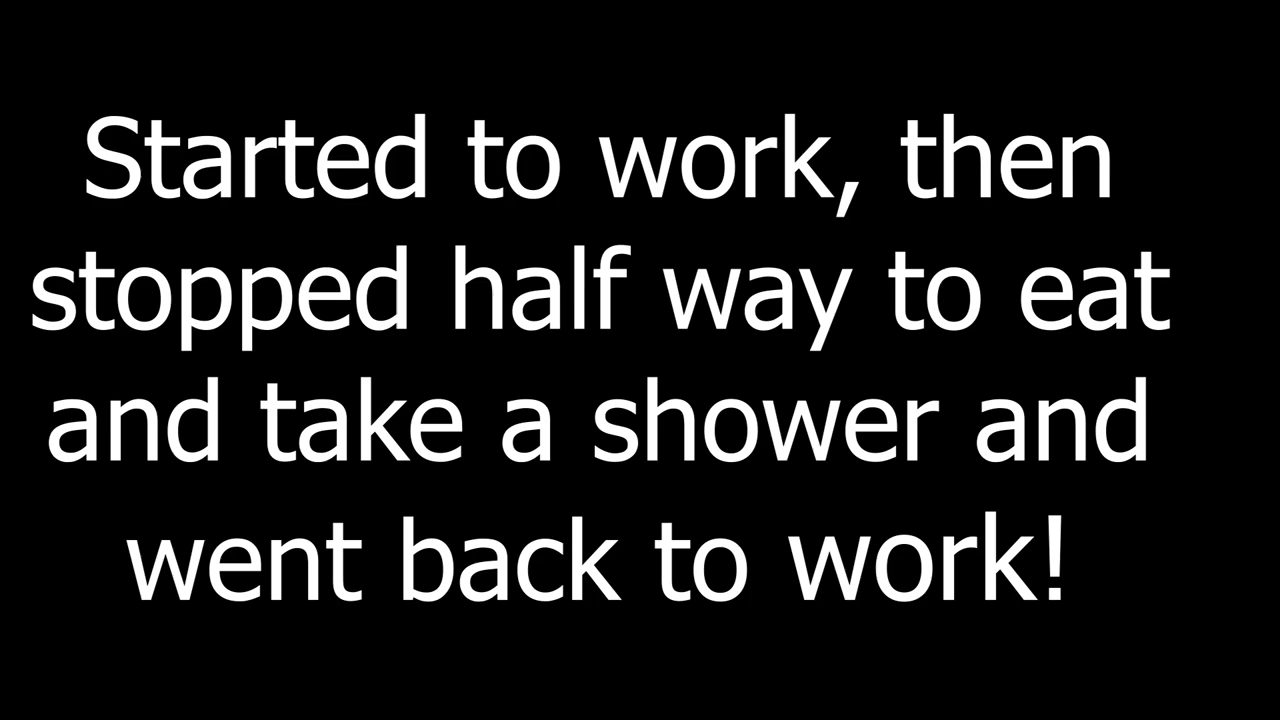 Started to work, then
stopped half way to eat
and take a shower and
went back to work!